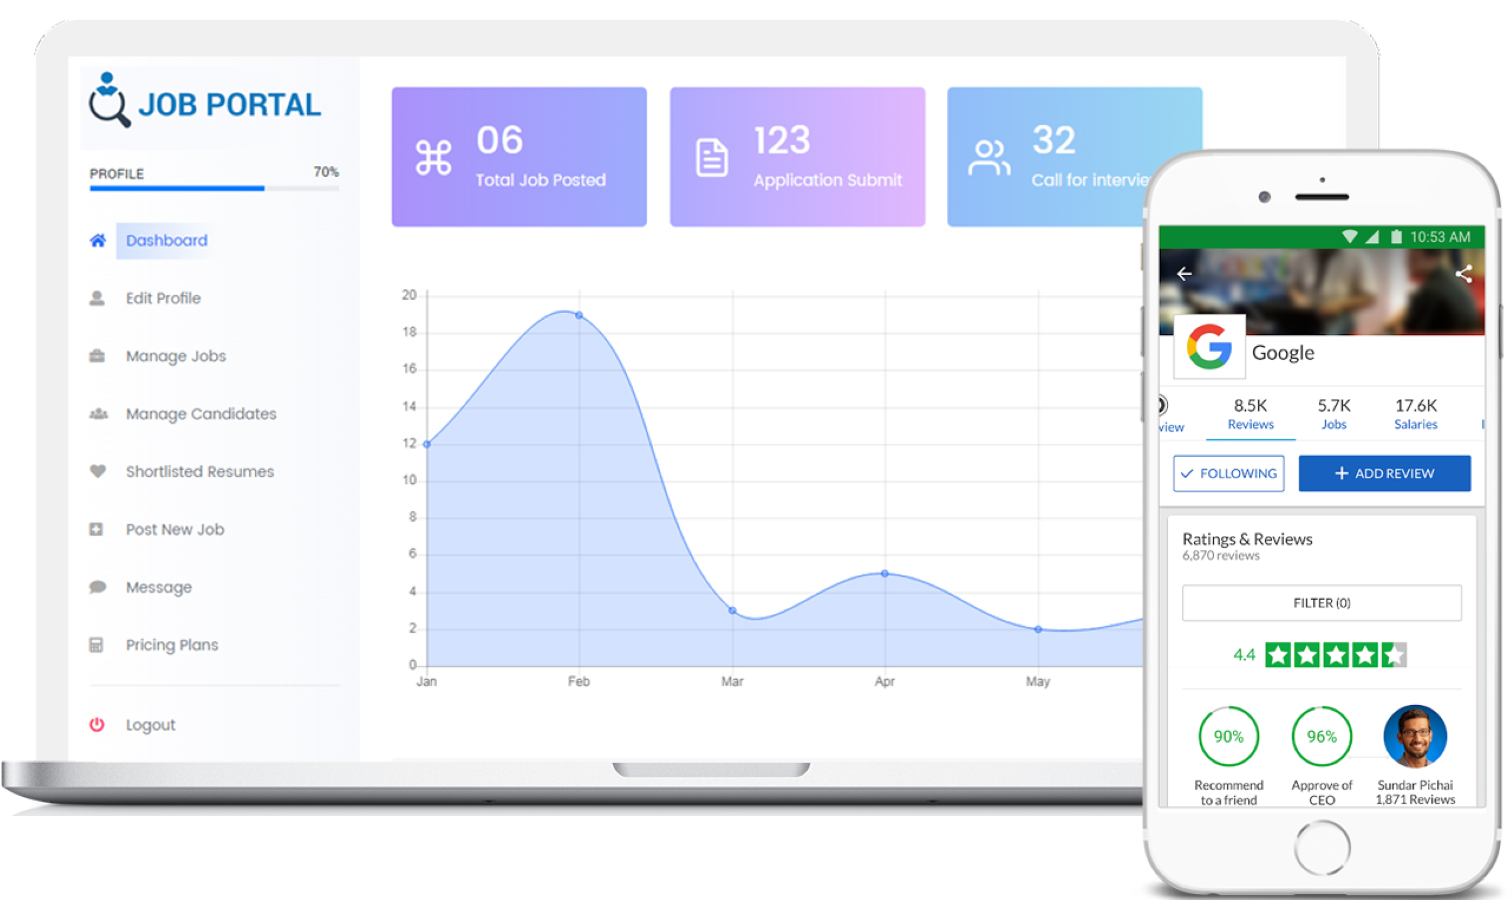 JOB PORTAL
PROFILE 70%
Dashboard
Edit Profile
Manage Jobs
Manage Candidates
Shortlisted Resumes
Post New Job
Message
Pricing Plans
Logout
06
Total Job Posted
123
Application Submit
32
Call for intervie
20
18
16
14
12
10
8
6
4
2
0
Jan Feb Mar Apr May
10:53 AM
Google
8.5K 5.7K 17.6K
view Reviews Jobs Salaries
FOLLOWING + ADD REVIEW
Ratings & Reviews
6,870 reviews
FILTER (0)
4.4
90% 96%
Recommend Approve of Sundar Pichai
to a friend CEO 1,871 Reviews